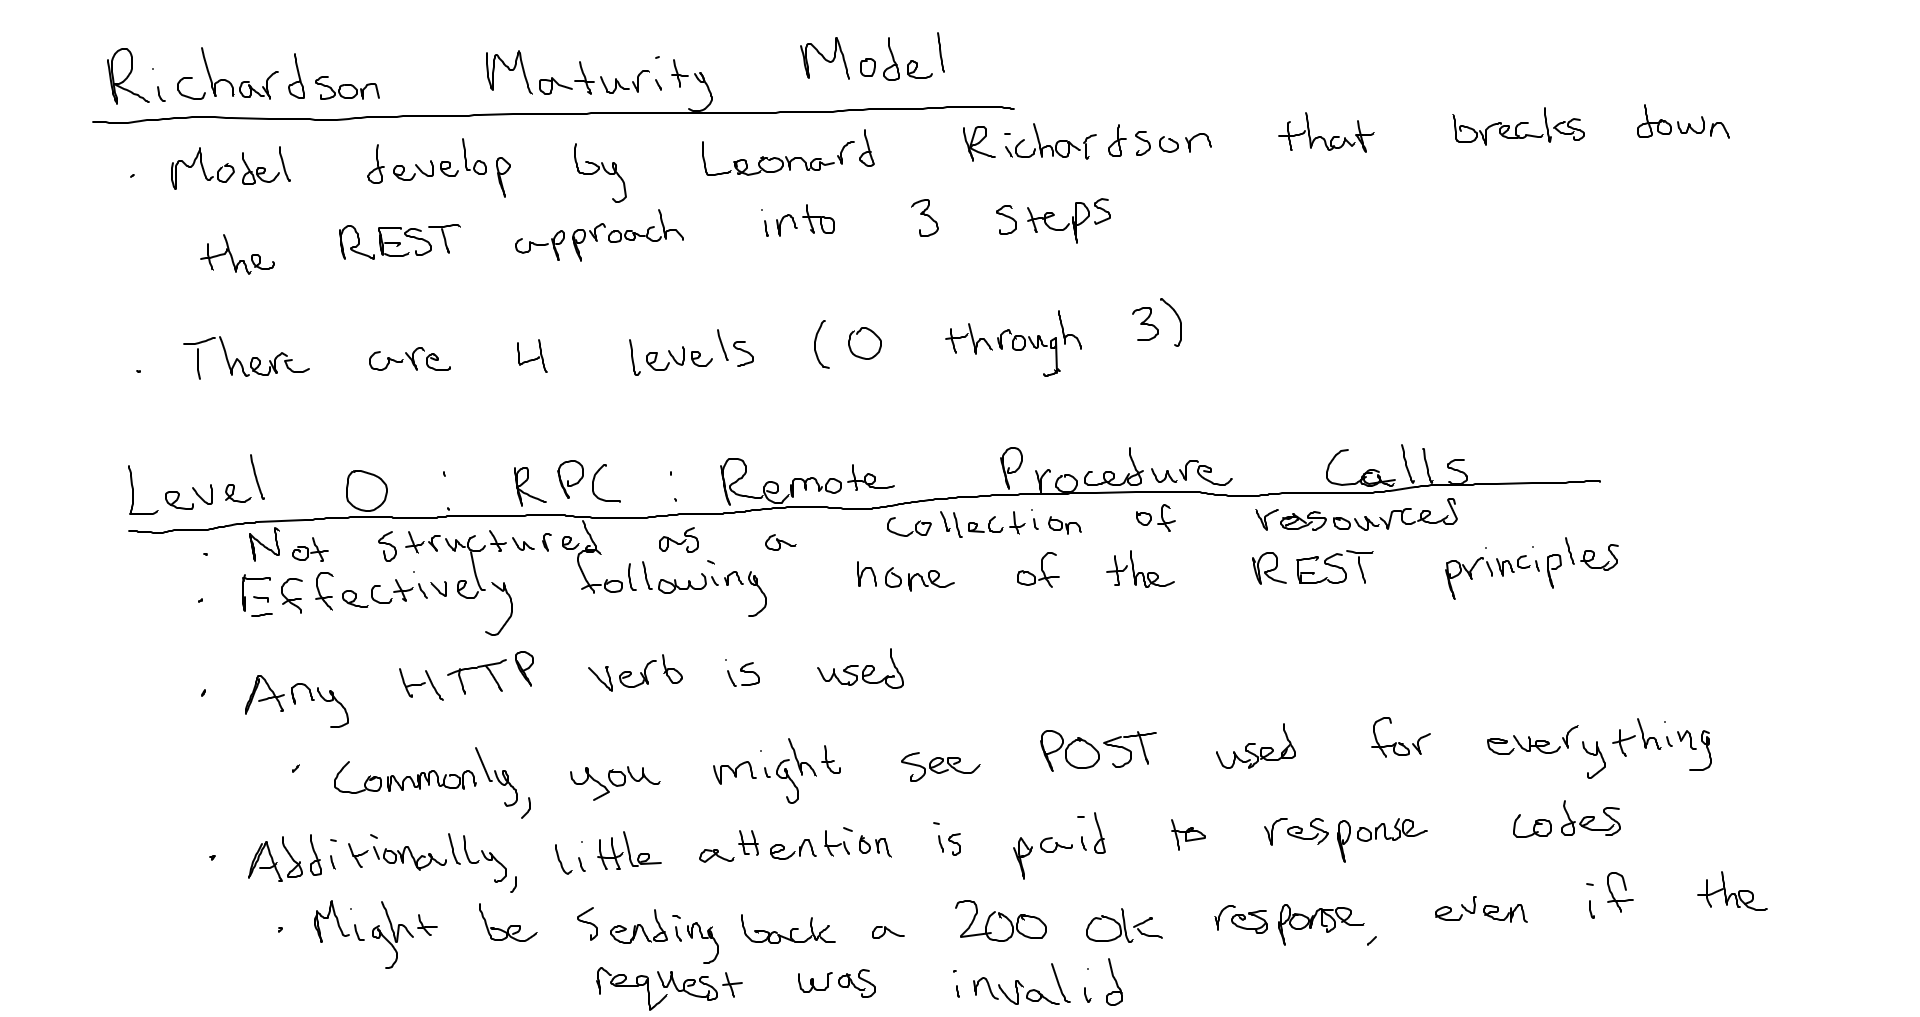 Richardson Maturity Model
· Model develop by Leonard Richardson that breaks down
the REST approach into 3 steps
· There are 4 levels (0 through 3)
Level 0 : RPC : Remote Procedure Calls
· Not structured as a collection of resources
· Effectively following none of the REST principles
· Any HTTP verb is used
· Commonly, you might see POST used for everything
· Additionally, little attention is paid to response codes
· Might be sending back a 200 OK response, even if the
request was invalid